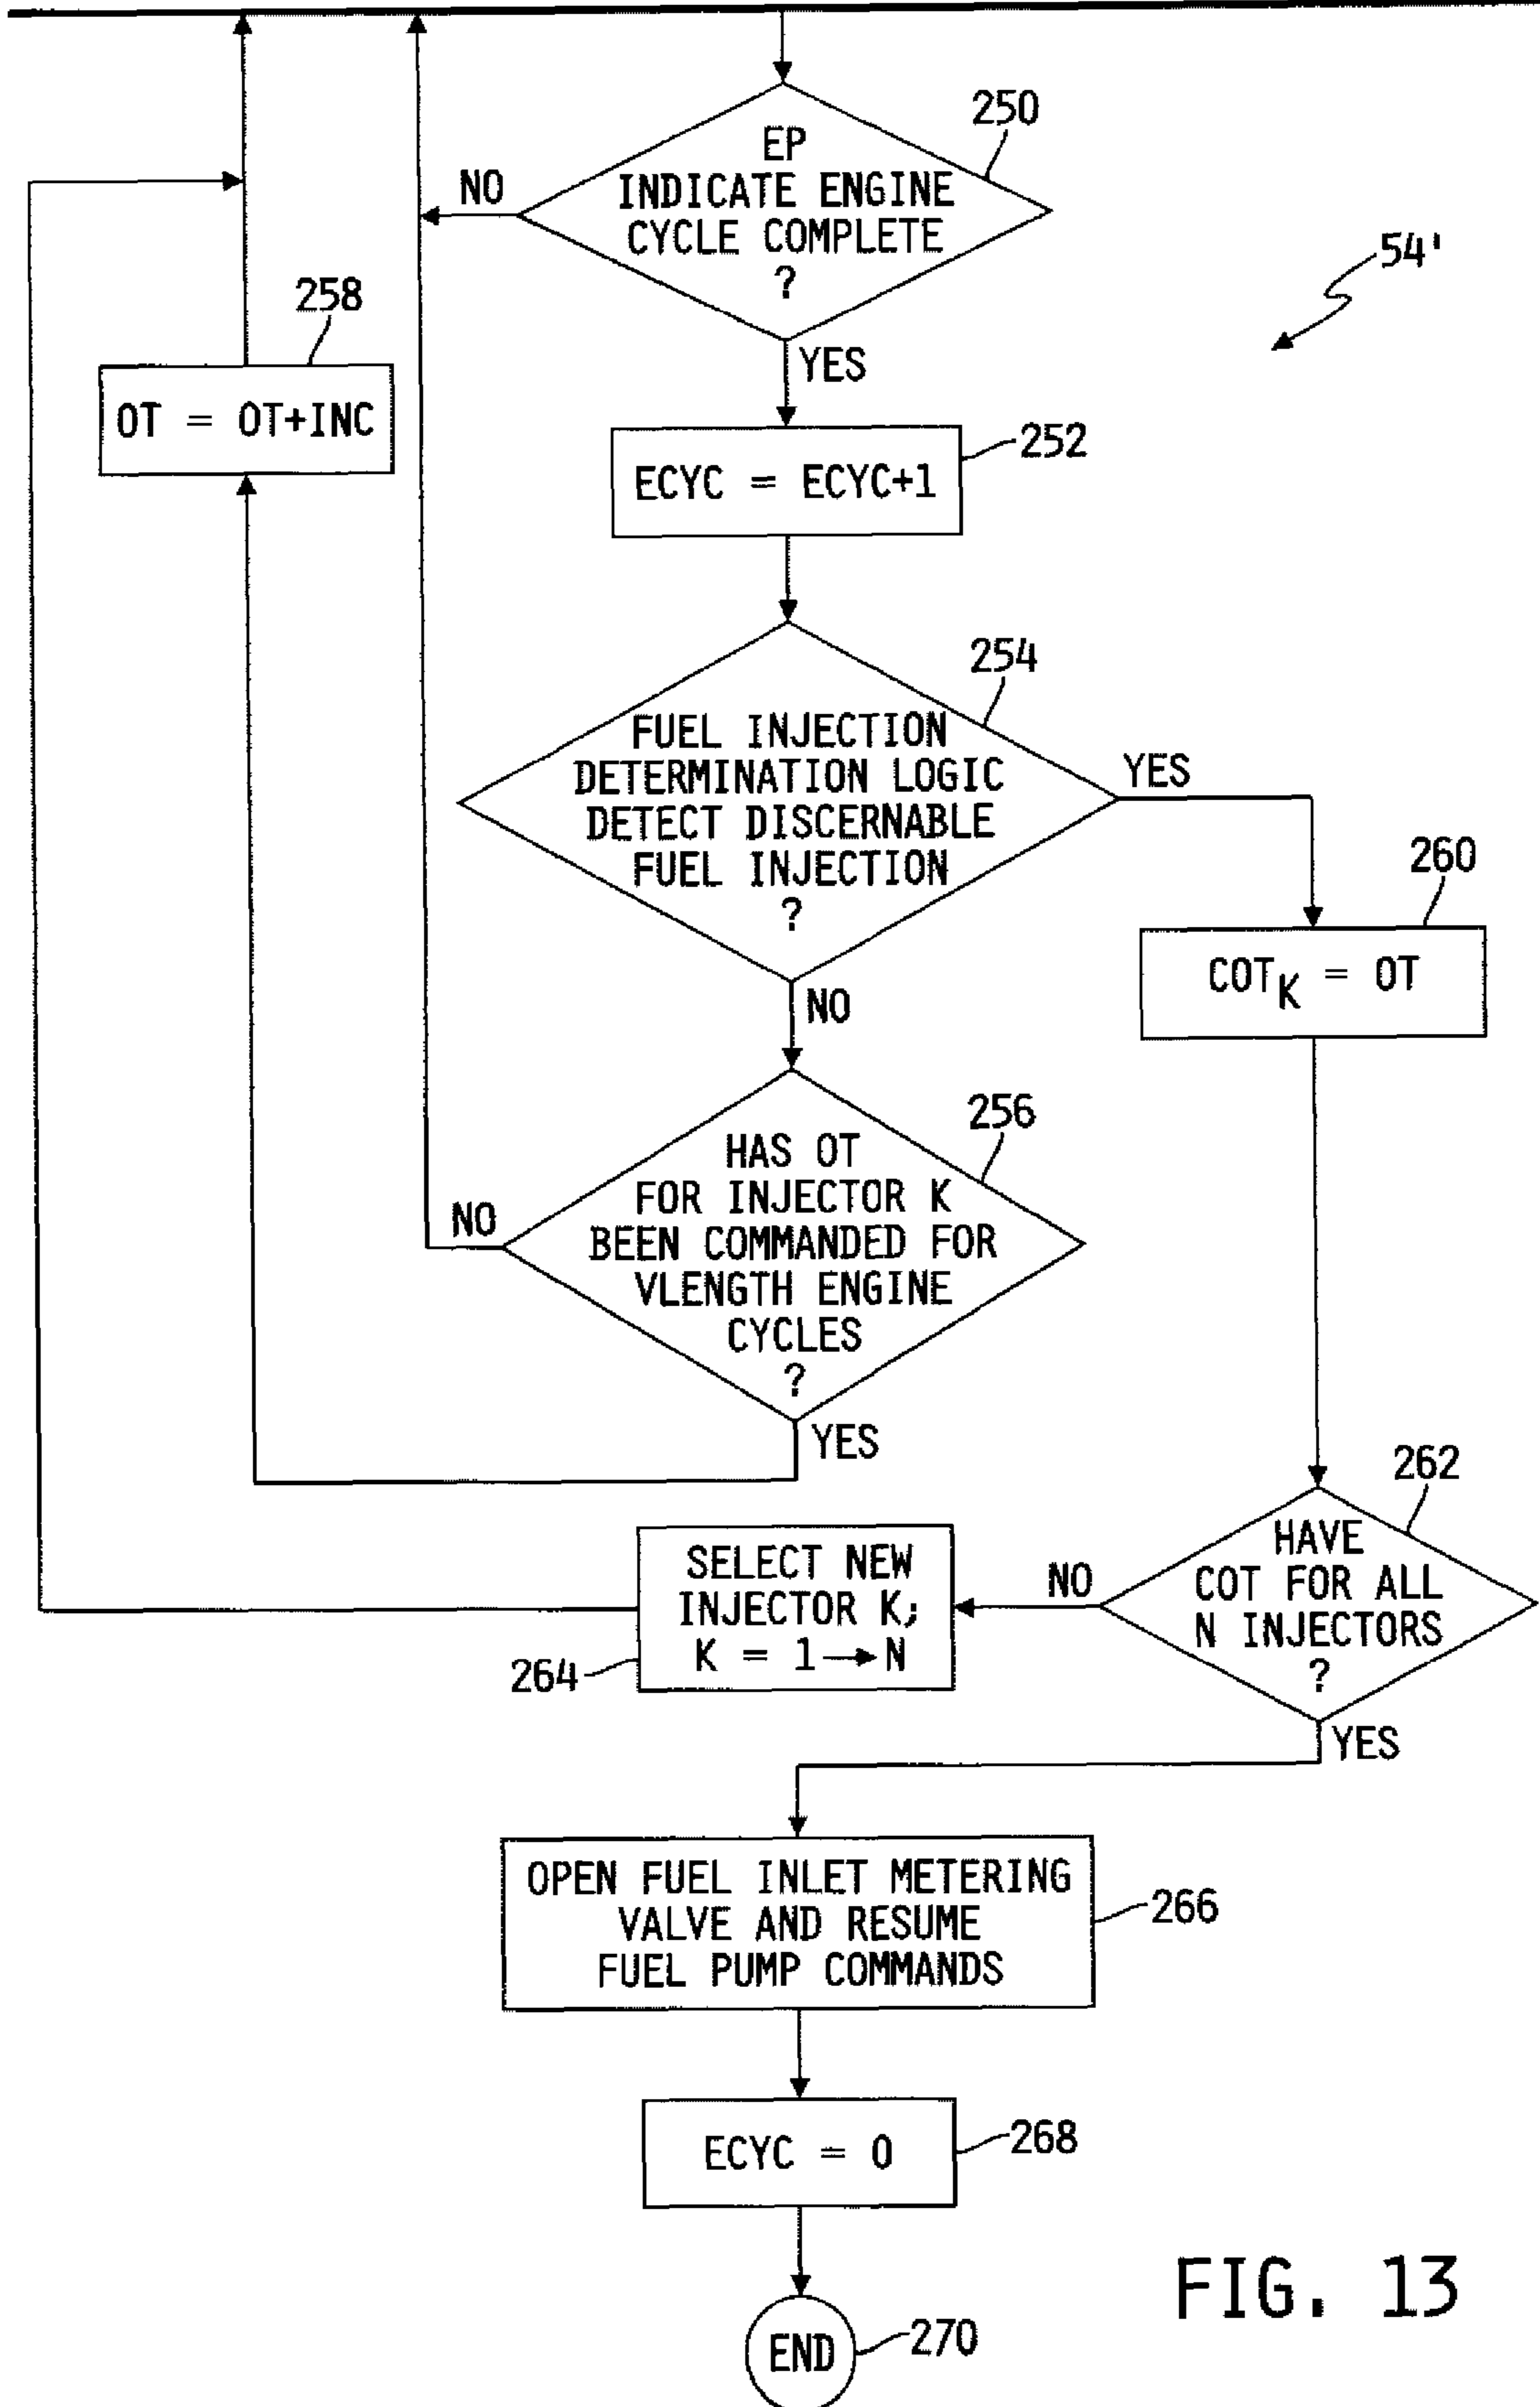 250
EP
INDICATE ENGINE
CYCLE COMPLETE
?
NO
YES
54'
258
OT = OT+INC
252
ECYC = ECYC+1
254
FUEL INJECTION
DETERMINATION LOGIC
DETECT DISCERNABLE
FUEL INJECTION
?
YES
NO
260
COT_K = OT
256
HAS OT
FOR INJECTOR K
BEEN COMMANDED FOR
VLENGTH ENGINE
CYCLES
?
NO
YES
262
HAVE
COT FOR ALL
N INJECTORS
?
NO
YES
SELECT NEW
INJECTOR K;
K = 1→N
264
OPEN FUEL INLET METERING
VALVE AND RESUME
FUEL PUMP COMMANDS
266
ECYC = 0
268
END
270
FIG. 13